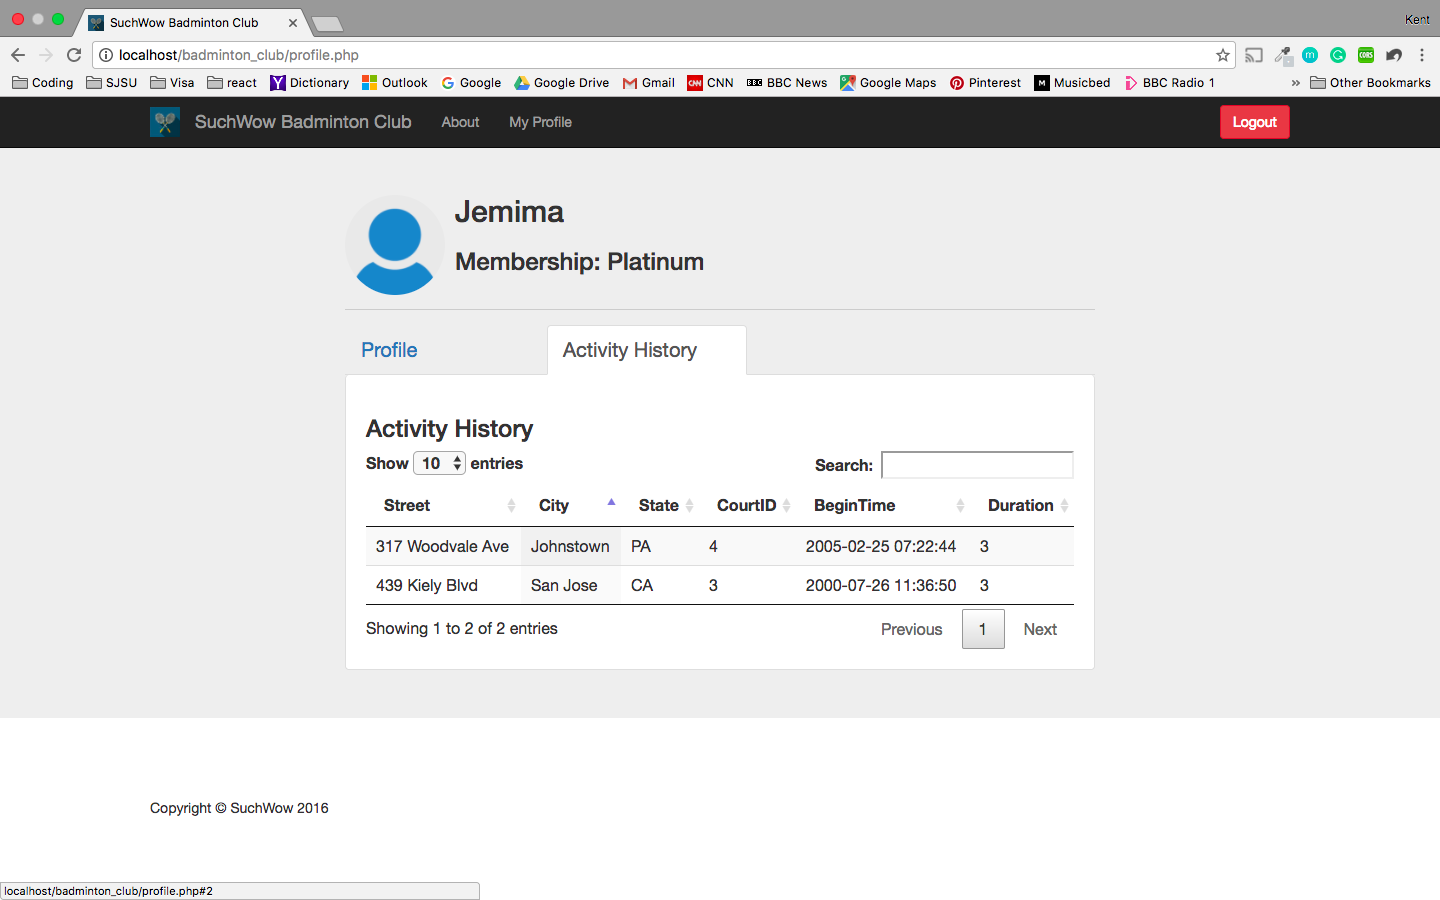 SuchWow Badminton Club
Kent
localhost/badminton_club/profile.php
Coding SJSU Visa react Dictionary Outlook Google Google Drive Gmail CNN BBC News Google Maps Pinterest Musicbed BBC Radio 1 » Other Bookmarks
SuchWow Badminton Club About My Profile Logout
Jemima
Membership: Platinum
Profile Activity History
Activity History
Show 10 entries Search:
Street City State CourtID BeginTime Duration
317 Woodvale Ave Johnstown PA 4 2005-02-25 07:22:44 3
439 Kiely Blvd San Jose CA 3 2000-07-26 11:36:50 3
Showing 1 to 2 of 2 entries Previous 1 Next
Copyright © SuchWow 2016
localhost/badminton_club/profile.php#2